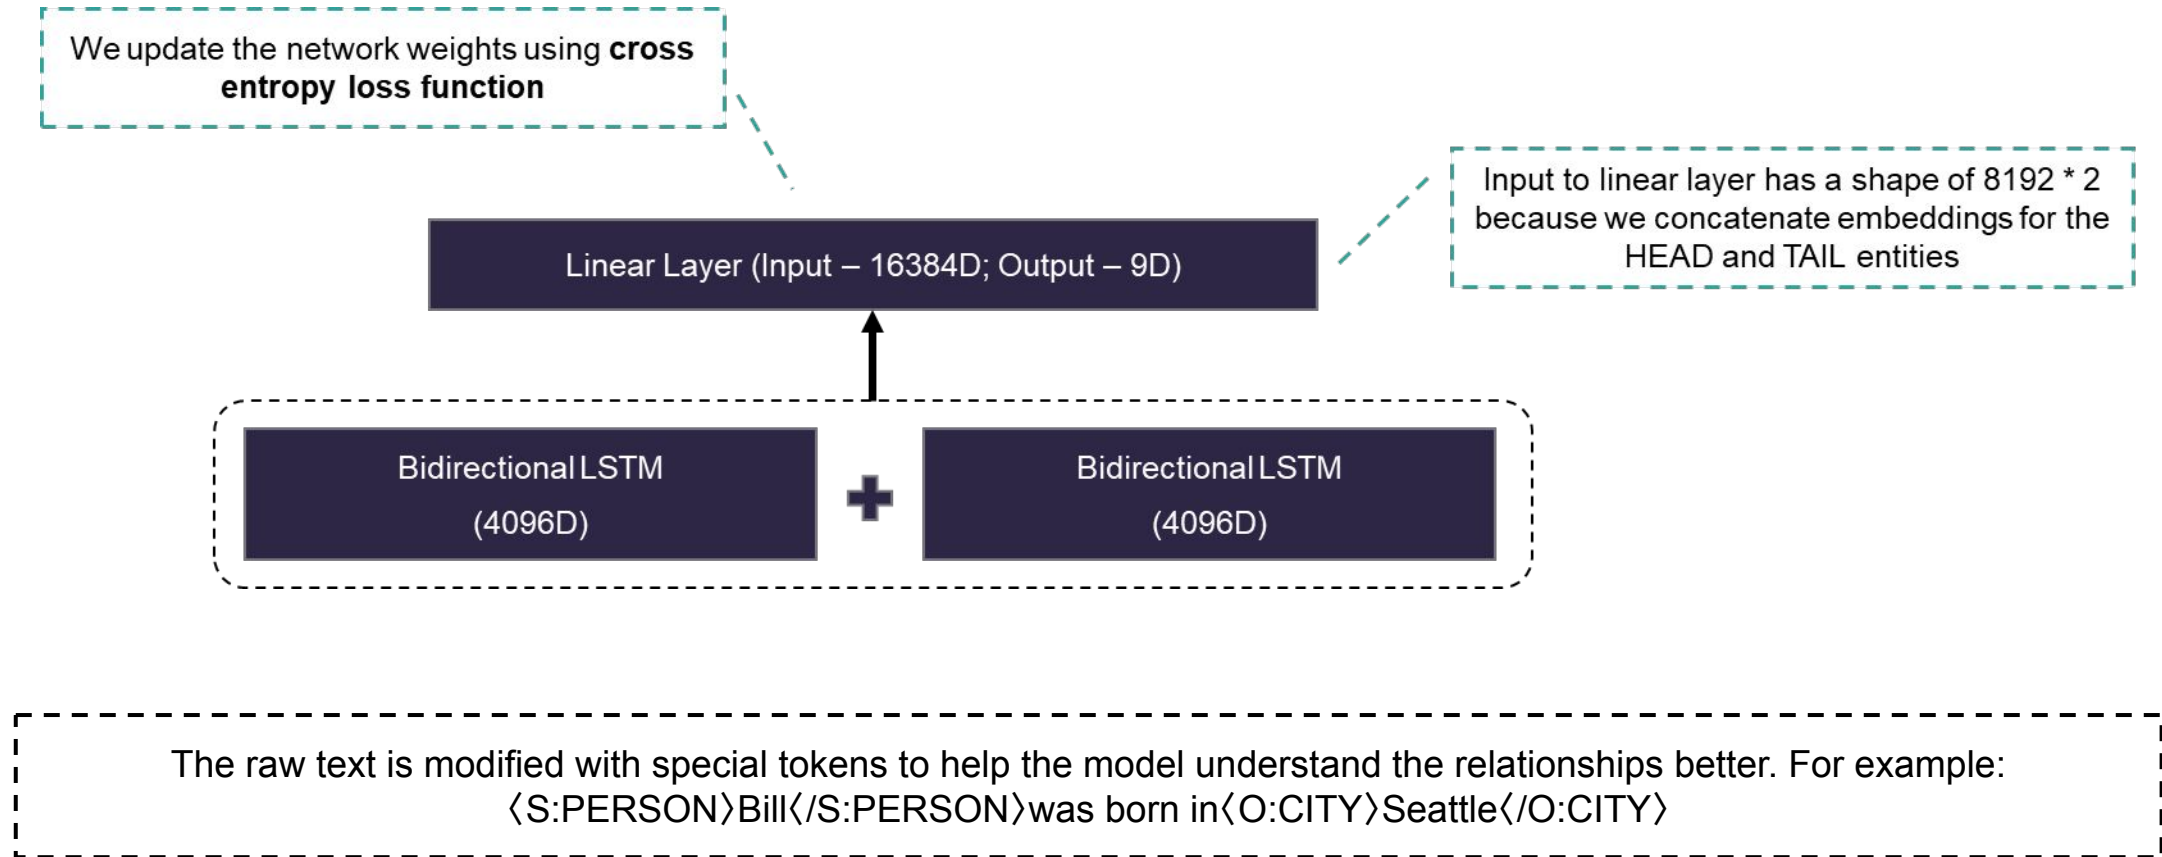 We update the network weights using cross
entropy loss function
Input to linear layer has a shape of 8192 * 2
because we concatenate embeddings for the
HEAD and TAIL entities
Linear Layer (Input – 16384D; Output – 9D)
Bidirectional LSTM
(4096D)
Bidirectional LSTM
(4096D)
The raw text is modified with special tokens to help the model understand the relationships better. For example:
⟨S:PERSON⟩Bill⟨/S:PERSON⟩was born in⟨O:CITY⟩Seattle⟨/O:CITY⟩